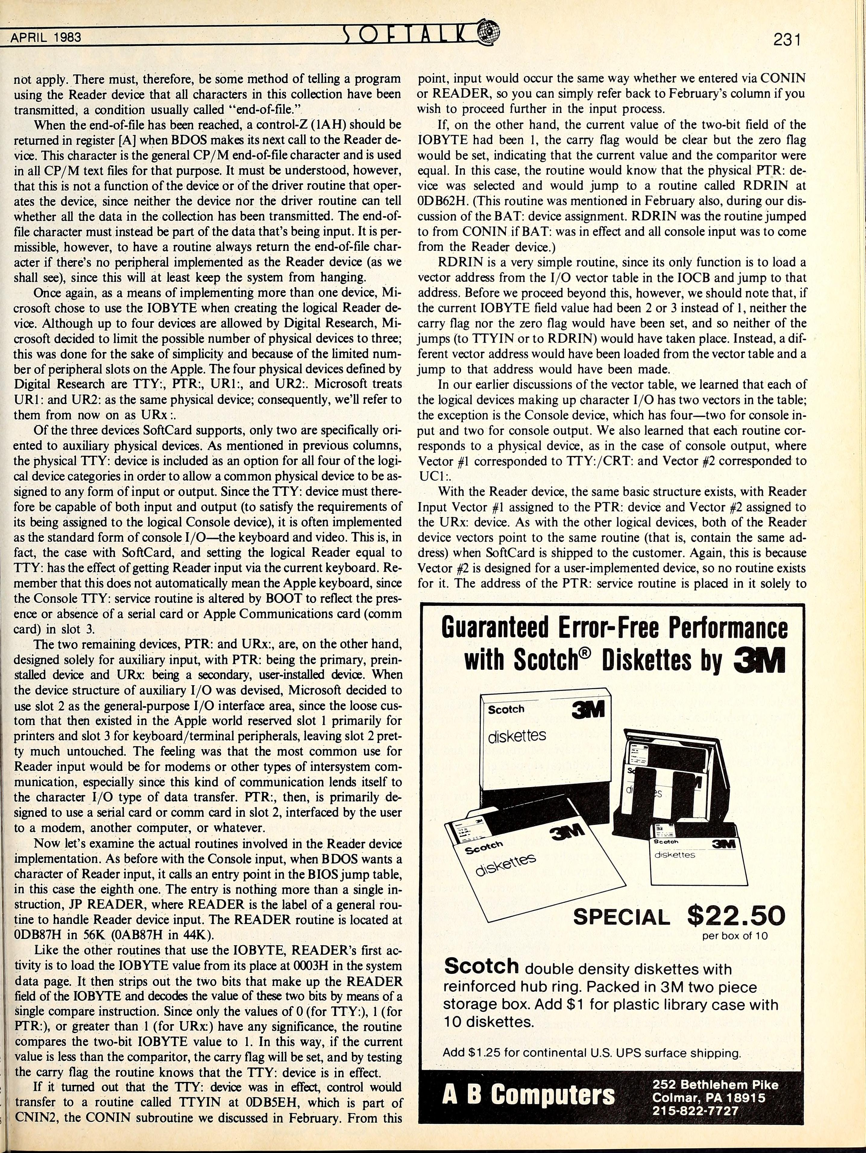 APRIL 1983
SOFTALK
231
not apply. There must, therefore, be some method of telling a program
using the Reader device that all characters in this collection have been
transmitted, a condition usually called “end-of-file.”
When the end-of-file has been reached, a control-Z (1AH) should be
returned in register [A] when BDOS makes its next call to the Reader de-
vice. This character is the general CP/M end-of-file character and is used
in all CP/M text files for that purpose. It must be understood, however,
that this is not a function of the device or of the driver routine that oper-
ates the device, since neither the device nor the driver routine can tell
whether all the data in the collection has been transmitted. The end-of-
file character must instead be part of the data that's being input. It is per-
missible, however, to have a routine always return the end-of-file char-
acter if there's no peripheral implemented as the Reader device (as we
shall see), since this will at least keep the system from hanging.
Once again, as a means of implementing more than one device, Mi-
crosoft chose to use the IOBYTE when creating the logical Reader de-
vice. Although up to four devices are allowed by Digital Research, Mi-
crosoft decided to limit the possible number of physical devices to three;
this was done for the sake of simplicity and because of the limited num-
ber of peripheral slots on the Apple. The four physical devices defined by
Digital Research are TTY:, PTR:, UR1:, and UR2:. Microsoft treats
UR1: and UR2: as the same physical device; consequently, we'll refer to
them from now on as URx:.
Of the three devices SoftCard supports, only two are specifically ori-
ented to auxiliary physical devices. As mentioned in previous columns,
the physical TTY: device is included as an option for all four of the logi-
cal device categories in order to allow a common physical device to be as-
signed to any form of input or output. Since the TTY: device must there-
fore be capable of both input and output (to satisfy the requirements of
its being assigned to the logical Console device), it is often implemented
as the standard form of console I/O—the keyboard and video. This is, in
fact, the case with SoftCard, and setting the logical Reader equal to
TTY: has the effect of getting Reader input via the current keyboard. Re-
member that this does not automatically mean the Apple keyboard, since
the Console TTY: service routine is altered by BOOT to reflect the pres-
ence or absence of a serial card or Apple Communications card (comm
card) in slot 3.
The two remaining devices, PTR: and URx:, are, on the other hand,
designed solely for auxiliary input, with PTR: being the primary, prein-
stalled device and URx: being a secondary, user-installed device. When
the device structure of auxiliary I/O was devised, Microsoft decided to
use slot 2 as the general-purpose I/O interface area, since the loose cus-
tom that then existed in the Apple world reserved slot 1 primarily for
printers and slot 3 for keyboard/terminal peripherals, leaving slot 2 pret-
ty much untouched. The feeling was that the most common use for
Reader input would be for modems or other types of intersystem com-
munication, especially since this kind of communication lends itself to
the character I/O type of data transfer. PTR:, then, is primarily de-
signed to use a serial card or comm card in slot 2, interfaced by the user
to a modem, another computer, or whatever.
Now let's examine the actual routines involved in the Reader device
implementation. As before with the Console input, when BDOS wants a
character of Reader input, it calls an entry point in the BIOS jump table,
in this case the eighth one. The entry is nothing more than a single in-
struction, JP READER, where READER is the label of a general rou-
tine to handle Reader device input. The READER routine is located at
0DB87H in 56K (0AB87H in 44K).
Like the other routines that use the IOBYTE, READER's first ac-
tivity is to load the IOBYTE value from its place at 0003H in the system
data page. It then strips out the two bits that make up the READER
field of the IOBYTE and decodes the value of these two bits by means of a
single compare instruction. Since only the values of 0 (for TTY:), 1 (for
PTR:), or greater than 1 (for URx:) have any significance, the routine
compares the two-bit IOBYTE value to 1. In this way, if the current
value is less than the comparitor, the carry flag will be set, and by testing
the carry flag the routine knows that the TTY: device is in effect.
If it turned out that the TTY: device was in effect, control would
transfer to a routine called TTYIN at 0DB5EH, which is part of
CNIN2, the CONIN subroutine we discussed in February. From this
point, input would occur the same way whether we entered via CONIN
or READER, so you can simply refer back to February's column if you
wish to proceed further in the input process.
If, on the other hand, the current value of the two-bit field of the
IOBYTE had been 1, the carry flag would be clear but the zero flag
would be set, indicating that the current value and the comparitor were
equal. In this case, the routine would know that the physical PTR: de-
vice was selected and would jump to a routine called RDRIN at
0DB62H. (This routine was mentioned in February also, during our dis-
cussion of the BAT: device assignment. RDRIN was the routine jumped
to from CONIN if BAT: was in effect and all console input was to come
from the Reader device.)
RDRIN is a very simple routine, since its only function is to load a
vector address from the I/O vector table in the IOCB and jump to that
address. Before we proceed beyond this, however, we should note that, if
the current IOBYTE field value had been 2 or 3 instead of 1, neither the
carry flag nor the zero flag would have been set, and so neither of the
jumps (to TTYIN or to RDRIN) would have taken place. Instead, a dif-
ferent vector address would have been loaded from the vector table and a
jump to that address would have been made.
In our earlier discussions of the vector table, we learned that each of
the logical devices making up character I/O has two vectors in the table;
the exception is the Console device, which has four—two for console in-
put and two for console output. We also learned that each routine cor-
responds to a physical device, as in the case of console output, where
Vector #1 corresponded to TTY:/CRT: and Vector #2 corresponded to
UC1:.
With the Reader device, the same basic structure exists, with Reader
Input Vector #1 assigned to the PTR: device and Vector #2 assigned to
the URx: device. As with the other logical devices, both of the Reader
device vectors point to the same routine (that is, contain the same ad-
dress) when SoftCard is shipped to the customer. Again, this is because
Vector #2 is designed for a user-implemented device, so no routine exists
for it. The address of the PTR: service routine is placed in it solely to
Guaranteed Error-Free Performance
with Scotch® Diskettes by 3M
Scotch 3M
diskettes
Scotch 3M
diskettes
Scotch 3M
diskettes
SPECIAL $22.50
per box of 10
Scotch double density diskettes with
reinforced hub ring. Packed in 3M two piece
storage box. Add $1 for plastic library case with
10 diskettes.
Add $1.25 for continental U.S. UPS surface shipping.
A B Computers
252 Bethlehem Pike
Colmar, PA 18915
215-822-7727